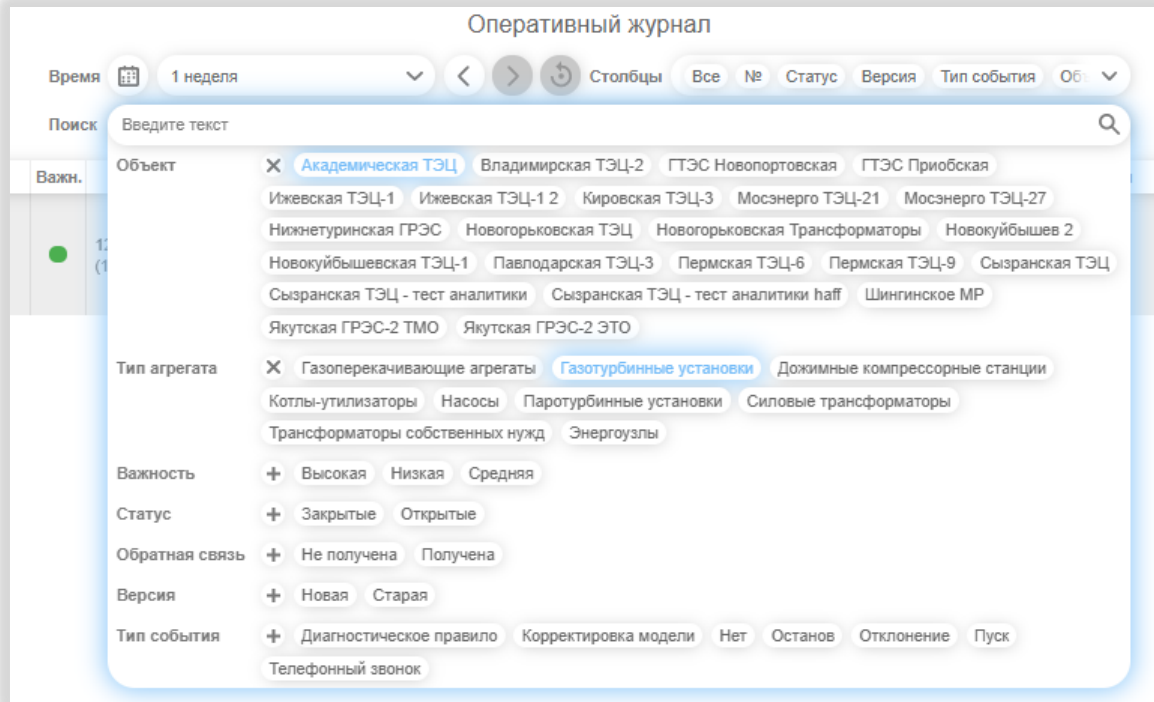 Оперативный журнал
Время 1 неделя Столбцы Все № Статус Версия Тип события
Поиск Введите текст
Важн.
Объект Академическая ТЭЦ Владимирская ТЭЦ-2 ГТЭС Новопортовская ГТЭС Приобская
Ижевская ТЭЦ-1 Ижевская ТЭЦ-1 2 Кировская ТЭЦ-3 Мосэнерго ТЭЦ-21 Мосэнерго ТЭЦ-27
Нижнетуринская ГРЭС Новогорьковская ТЭЦ Новогорьковская Трансформаторы Новокуйбышев 2
Новокуйбышевская ТЭЦ-1 Павлодарская ТЭЦ-3 Пермская ТЭЦ-6 Пермская ТЭЦ-9 Сызранская ТЭЦ
Сызранская ТЭЦ - тест аналитики Сызранская ТЭЦ - тест аналитики haff Шингинское МР
Якутская ГРЭС-2 ТМО Якутская ГРЭС-2 ЭТО
Тип агрегата Газоперекачивающие агрегаты Газотурбинные установки Дожимные компрессорные станции
Котлы-утилизаторы Насосы Паротурбинные установки Силовые трансформаторы
Трансформаторы собственных нужд Энергоузлы
Важность Высокая Низкая Средняя
Статус Закрытые Открытые
Обратная связь Не получена Получена
Версия Новая Старая
Тип события Диагностическое правило Корректировка модели Нет Останов Отклонение Пуск
Телефонный звонок